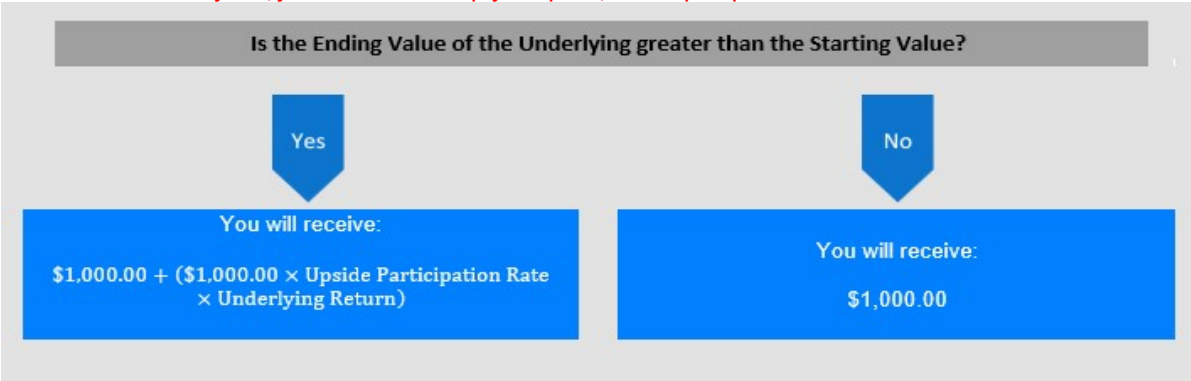 Is the Ending Value of the Underlying greater than the Starting Value?
Yes
No
You will receive:
$1,000.00 + ($1,000.00 × Upside Participation Rate
× Underlying Return)
You will receive:
$1,000.00